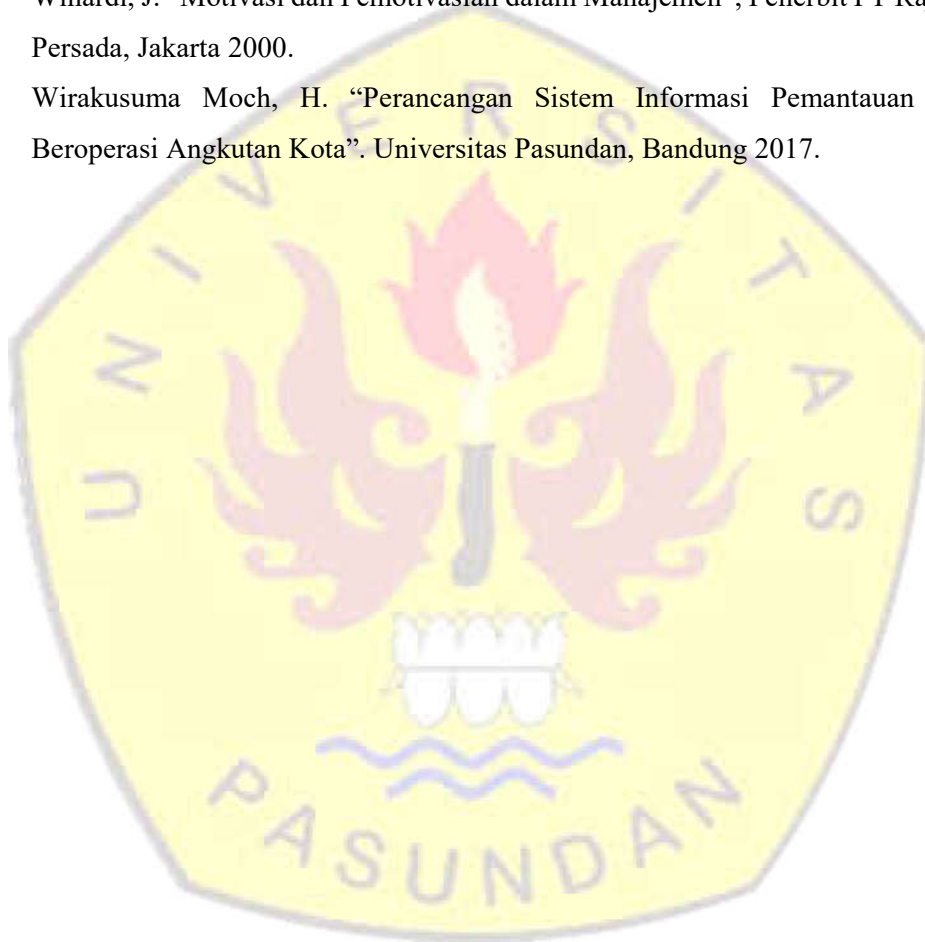 Winardi, J. “Motivasi dan Pemotivasian dalam Manajemen”, Penerbit PT
Persada, Jakarta 2000.
Wirakusuma Moch, H. “Perancangan Sistem Informasi Pemantauan
Beroperasi Angkutan Kota”. Universitas Pasundan, Bandung 2017.
UNIVERSITAS
PASUNDAN